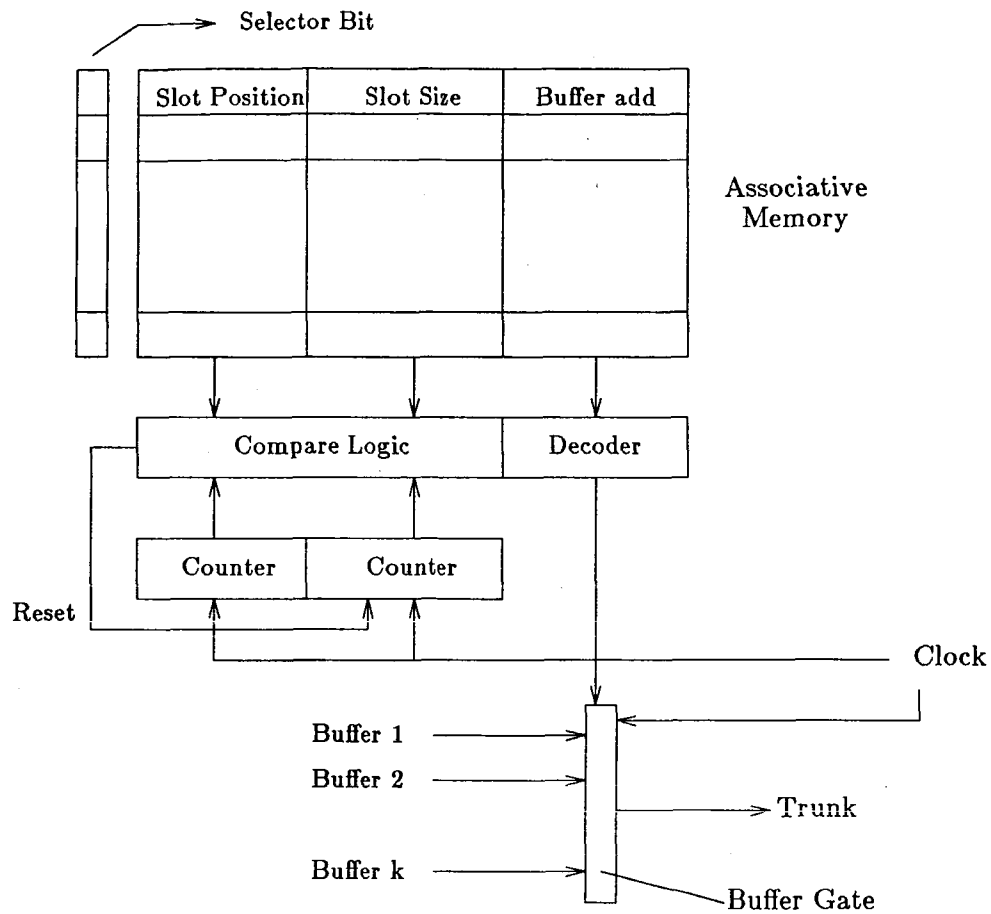 Selector Bit
Slot Position Slot Size Buffer add
Associative
Memory
Compare Logic Decoder
Counter Counter
Reset
Clock
Buffer 1
Buffer 2
Trunk
Buffer k
Buffer Gate